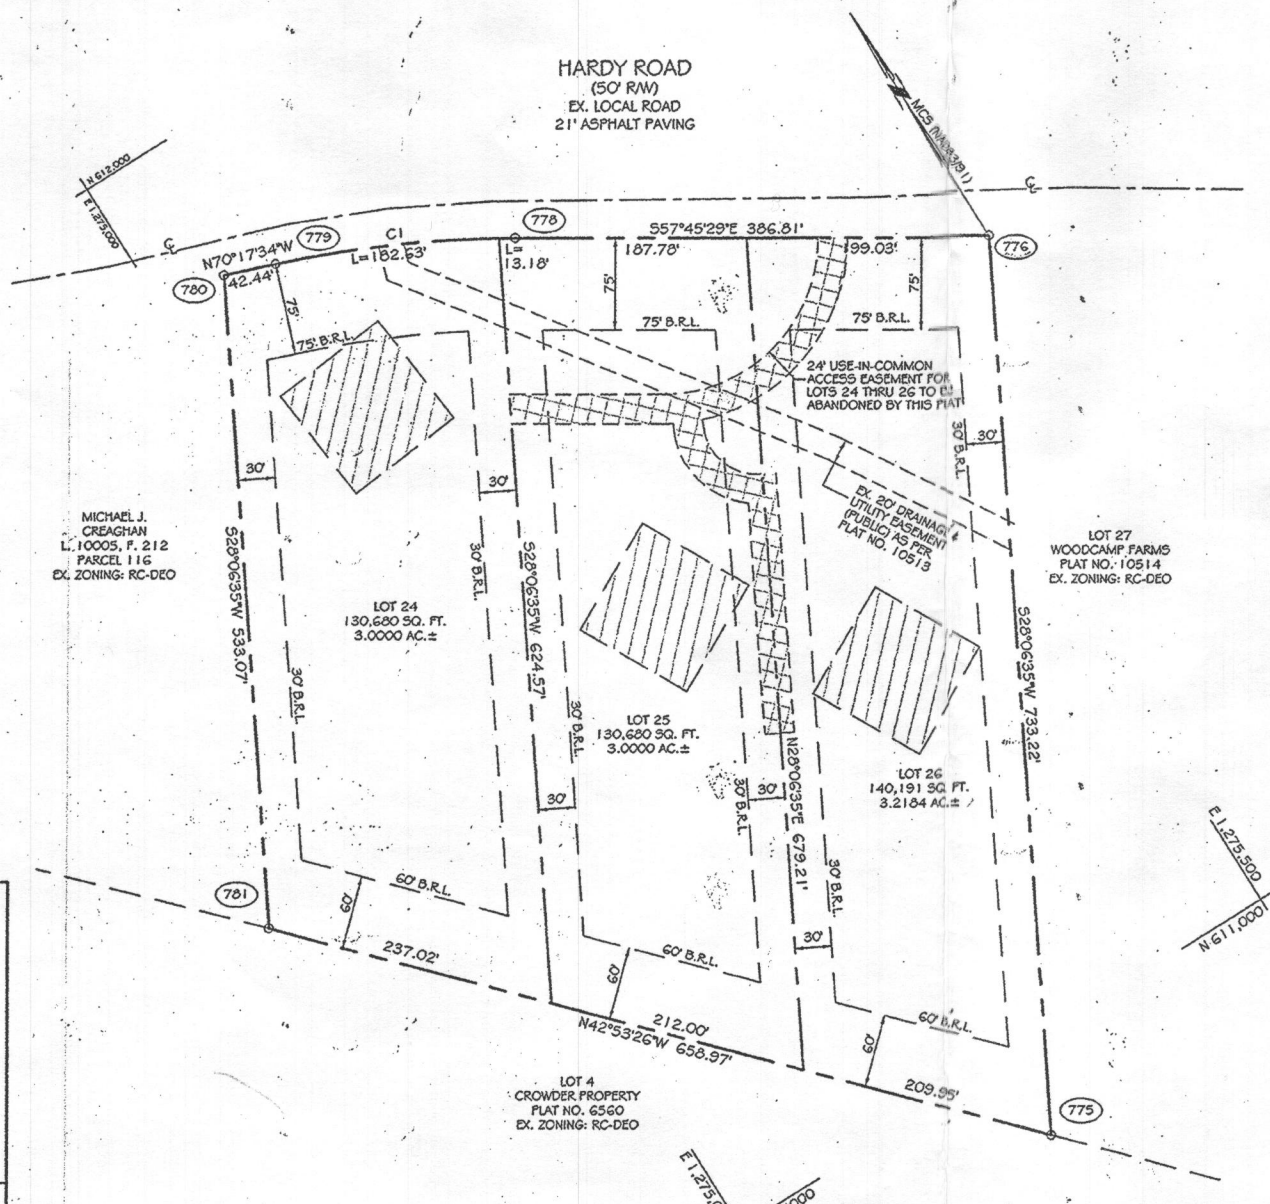 HARDY ROAD
(50' R/W)
EX. LOCAL ROAD
21' ASPHALT PAVING
MCS (NAD83/91)
N 612,000
E 1,275,000
℄
℄
778
779
C1
S57°45'29"E 386.81'
776
N70°17'34"W
L=182.63'
L=
13.18'
187.78'
199.03'
780
42.44'
75'
75'
75'
75' B.R.L.
75' B.R.L.
75' B.R.L.
24' USE-IN-COMMON
ACCESS EASEMENT FOR
LOTS 24 THRU 26 TO BE
ABANDONED BY THIS PLAT
30' B.R.L.
30'
30'
30'
EX. 20' DRAINAGE &
UTILITY EASEMENT
(PUBLIC) AS PER
PLAT NO. 10513
MICHAEL J.
CREAGHAN
L. 10005, F. 212
PARCEL 116
EX. ZONING: RC-DEO
LOT 27
WOODCAMP FARMS
PLAT NO. 10514
EX. ZONING: RC-DEO
S28°06'35"W 533.07'
30' B.R.L.
S28°06'35"W 624.57'
S28°06'35"W 733.22'
LOT 24
130,680 SQ. FT.
3.0000 AC.±
30' B.R.L.
30' B.R.L.
LOT 25
130,680 SQ. FT.
3.0000 AC.±
N28°06'35"E 679.21'
LOT 26
140,191 SQ. FT.
3.2184 AC.±
30'
30' B.R.L.
30'
30' B.R.L.
E 1,275,500
N 611,000
781
60'
60' B.R.L.
237.02'
60'
60' B.R.L.
30'
212.00'
N42°53'26"W 658.97'
60'
60' B.R.L.
209.95'
775
LOT 4
CROWDER PROPERTY
PLAT NO. 6560
EX. ZONING: RC-DEO